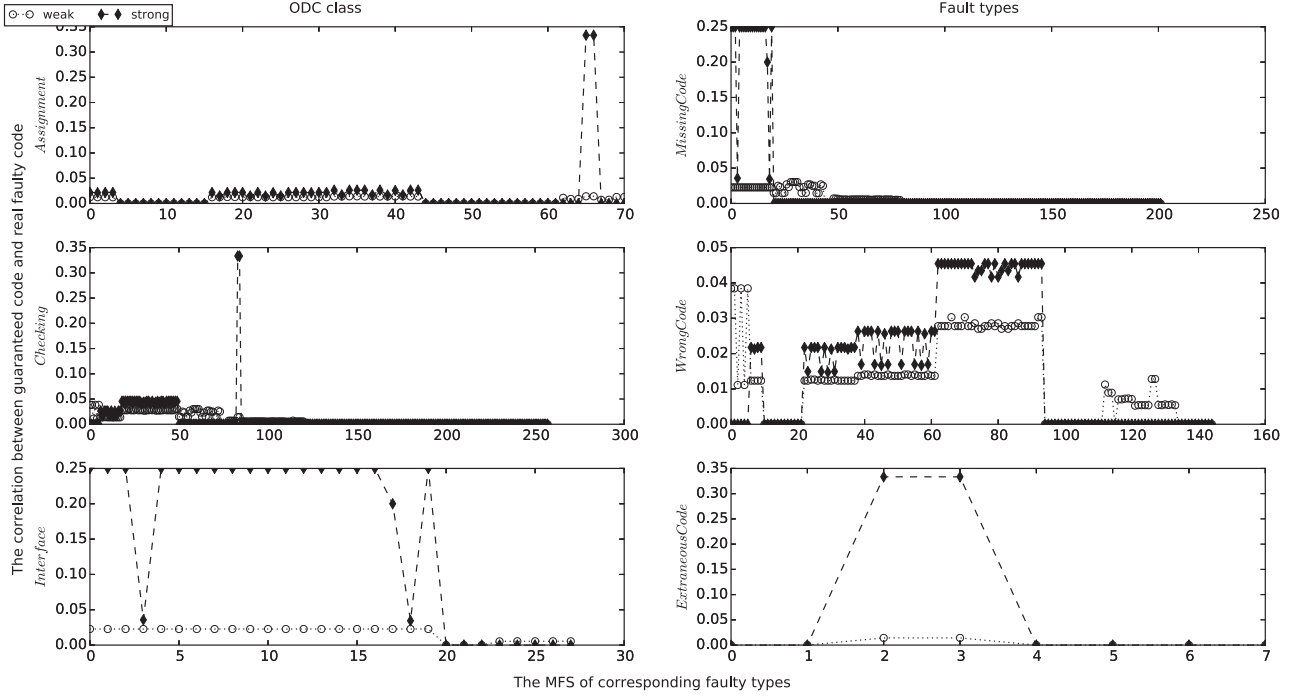 weak strong
ODC class
Fault types
The correlation between guaranteed code and real faulty code
Assignment
0.35
0.30
0.25
0.20
0.15
0.10
0.05
0.00
0 10 20 30 40 50 60 70
MissingCode
0.25
0.20
0.15
0.10
0.05
0.00
0 50 100 150 200 250
Checking
0.35
0.30
0.25
0.20
0.15
0.10
0.05
0.00
0 50 100 150 200 250 300
WrongCode
0.05
0.04
0.03
0.02
0.01
0.00
0 20 40 60 80 100 120 140 160
Interface
0.25
0.20
0.15
0.10
0.05
0.00
0 5 10 15 20 25 30
ExtraneousCode
0.35
0.30
0.25
0.20
0.15
0.10
0.05
0.00
0 1 2 3 4 5 6 7
The MFS of corresponding faulty types